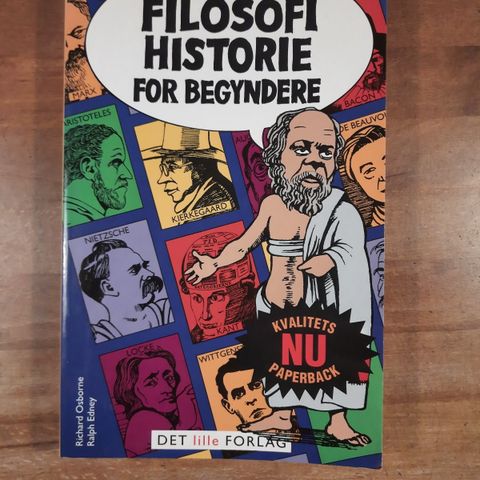 FILOSOFI
HISTORIE
FOR BEGYNDERE
MARX
BACON
ARISTOTELES
KIERKEGAARD
DE BEAUVOI
NIETZSCHE
KANT
LOCKE
WITTGEN
KVALITETS
NU
PAPERBACK
Richard Osborne
Ralph Edney
DET lille FORLAG